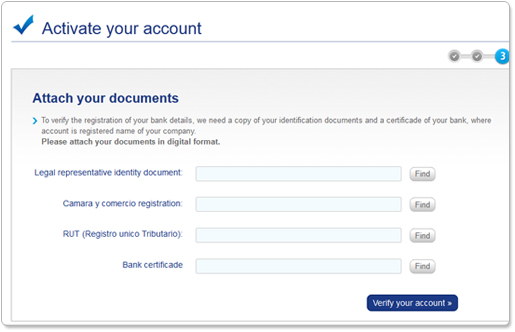 Activate your account
3
Attach your documents
To verify the registration of your bank details, we need a copy of your identification documents and a certificade of your bank, where
account is registered name of your company.
Please attach your documents in digital format.
Legal representative identity document: Find
Camara y comercio registration: Find
RUT (Registro unico Tributario): Find
Bank certificade Find
Verify your account »